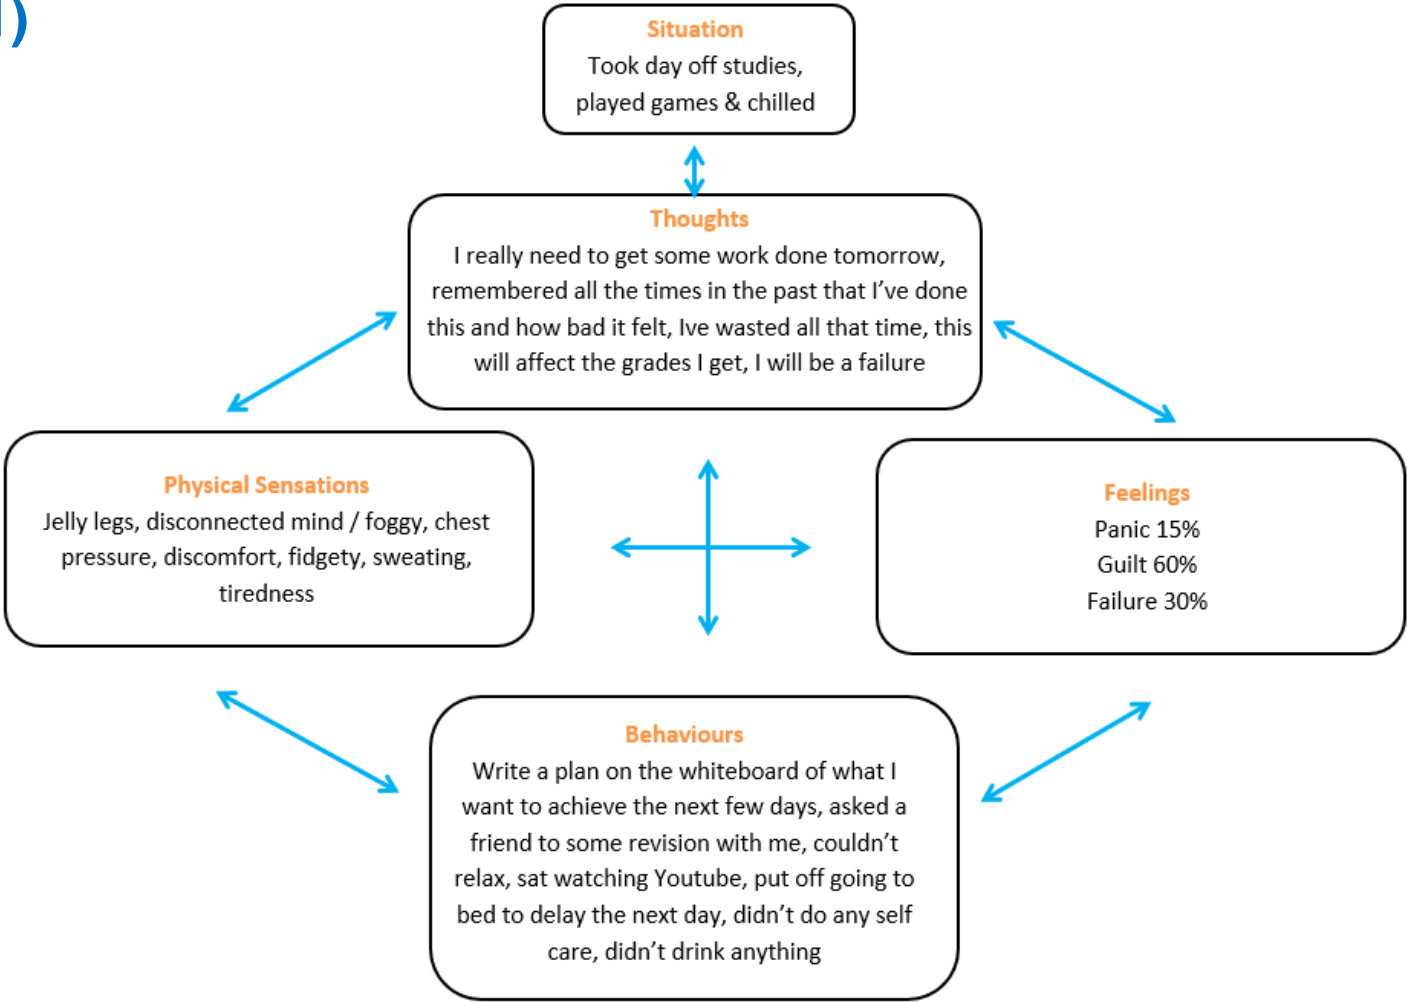 Situation
Took day off studies,
played games & chilled
Thoughts
I really need to get some work done tomorrow,
remembered all the times in the past that I've done
this and how bad it felt, Ive wasted all that time, this
will affect the grades I get, I will be a failure
Physical Sensations
Jelly legs, disconnected mind / foggy, chest
pressure, discomfort, fidgety, sweating,
tiredness
Feelings
Panic 15%
Guilt 60%
Failure 30%
Behaviours
Write a plan on the whiteboard of what I
want to achieve the next few days, asked a
friend to some revision with me, couldn't
relax, sat watching Youtube, put off going to
bed to delay the next day, didn't do any self
care, didn't drink anything